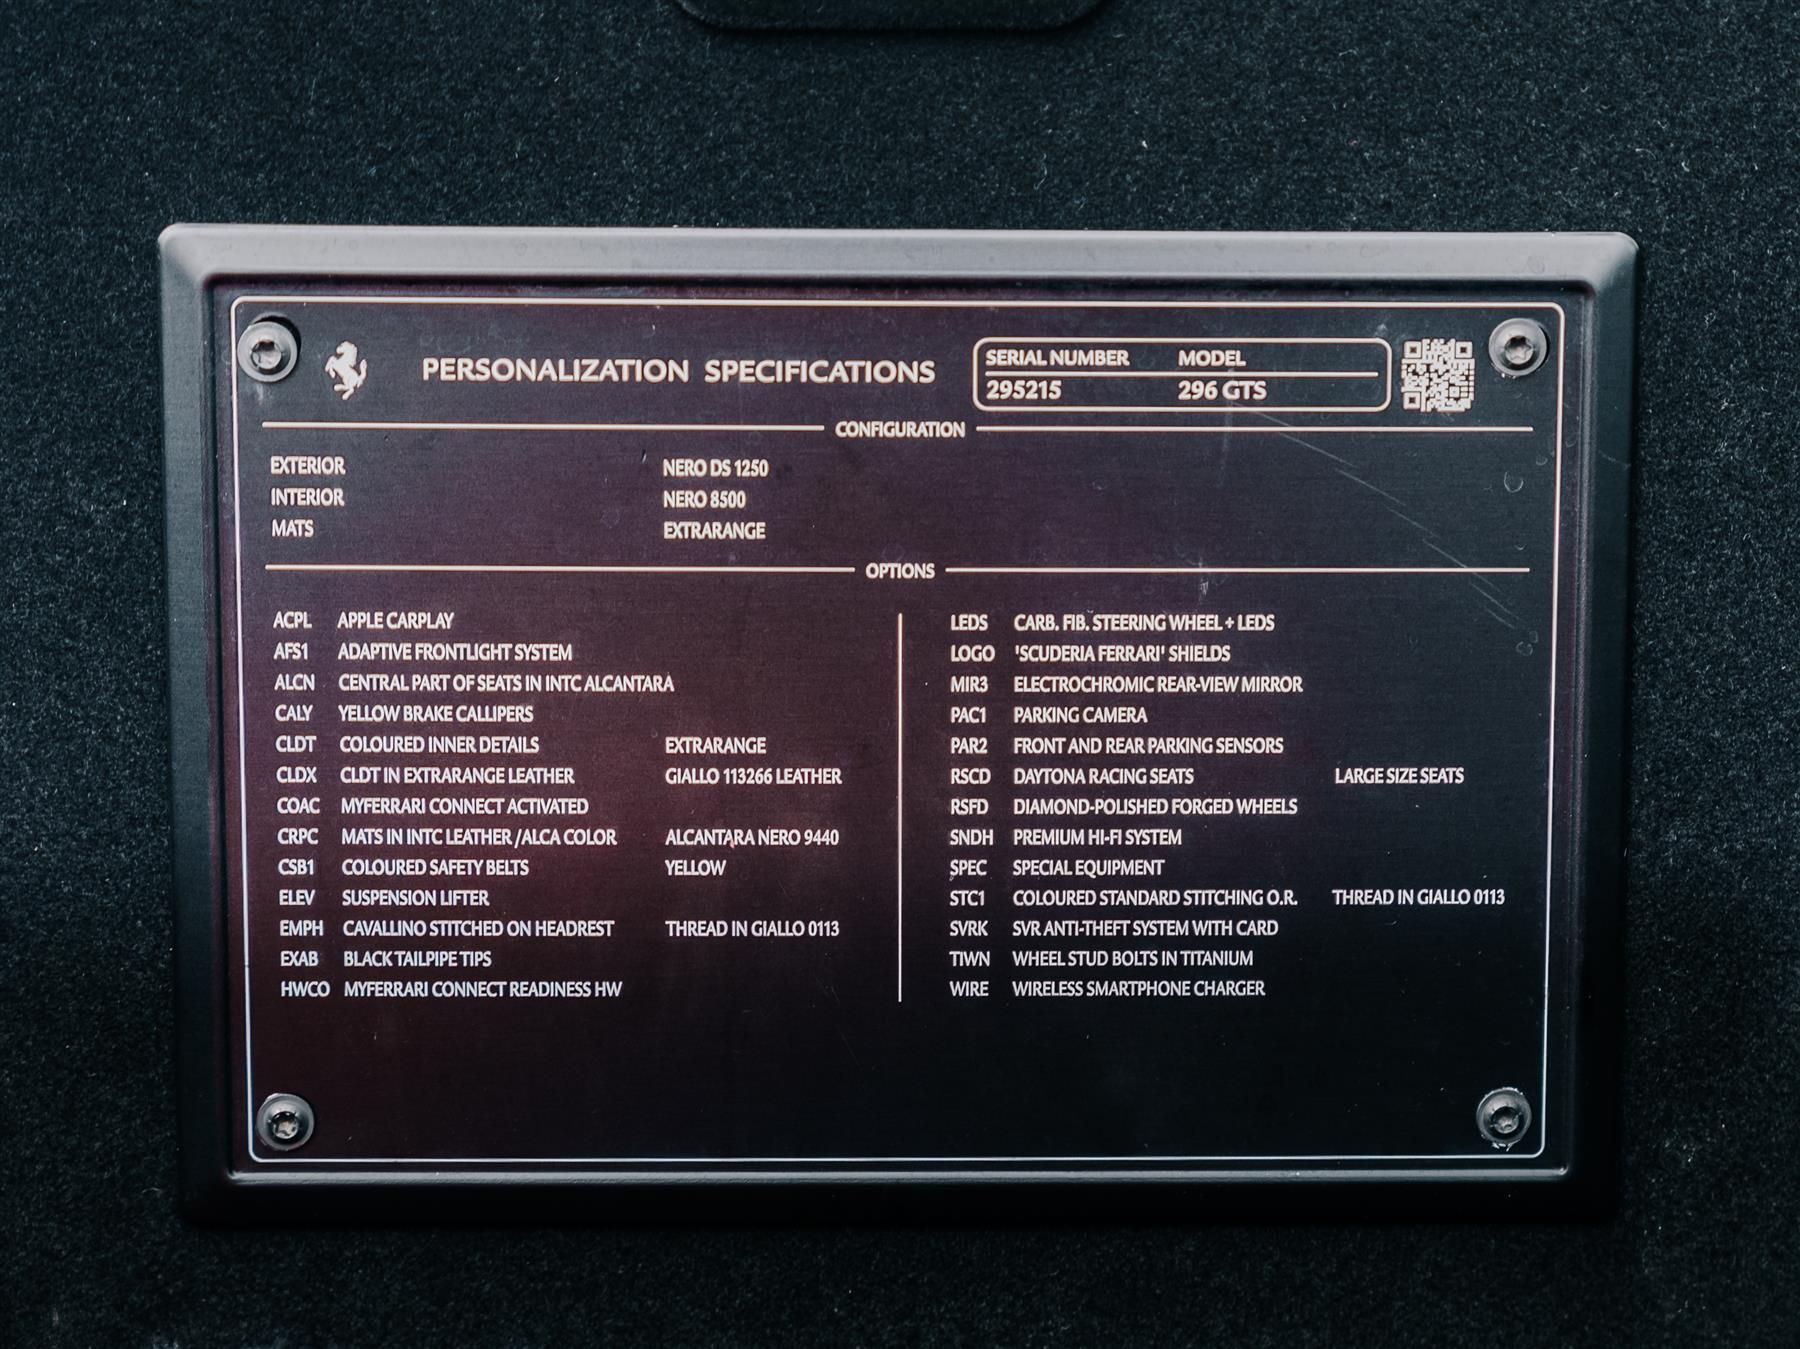 PERSONALIZATION SPECIFICATIONS
SERIAL NUMBER MODEL
295215 296 GTS
CONFIGURATION
EXTERIOR NERO DS 1250
INTERIOR NERO 8500
MATS EXTRARANGE
OPTIONS
ACPL APPLE CARPLAY
AFS1 ADAPTIVE FRONTLIGHT SYSTEM
ALCN CENTRAL PART OF SEATS IN INTC ALCANTARA
CALY YELLOW BRAKE CALLIPERS
CLDT COLOURED INNER DETAILS EXTRARANGE
CLDX CLDT IN EXTRARANGE LEATHER GIALLO 113266 LEATHER
COAC MYFERRARI CONNECT ACTIVATED
CRPC MATS IN INTC LEATHER /ALCA COLOR ALCANTARA NERO 9440
CSB1 COLOURED SAFETY BELTS YELLOW
ELEV SUSPENSION LIFTER
EMPH CAVALLINO STITCHED ON HEADREST THREAD IN GIALLO 0113
EXAB BLACK TAILPIPE TIPS
HWCO MYFERRARI CONNECT READINESS HW
LEDS CARB. FIB. STEERING WHEEL + LEDS
LOGO 'SCUDERIA FERRARI' SHIELDS
MIR3 ELECTROCHROMIC REAR-VIEW MIRROR
PAC1 PARKING CAMERA
PAR2 FRONT AND REAR PARKING SENSORS
RSCD DAYTONA RACING SEATS LARGE SIZE SEATS
RSFD DIAMOND-POLISHED FORGED WHEELS
SNDH PREMIUM HI-FI SYSTEM
SPEC SPECIAL EQUIPMENT
STC1 COLOURED STANDARD STITCHING O.R. THREAD IN GIALLO 0113
SVRK SVR ANTI-THEFT SYSTEM WITH CARD
TIWN WHEEL STUD BOLTS IN TITANIUM
WIRE WIRELESS SMARTPHONE CHARGER